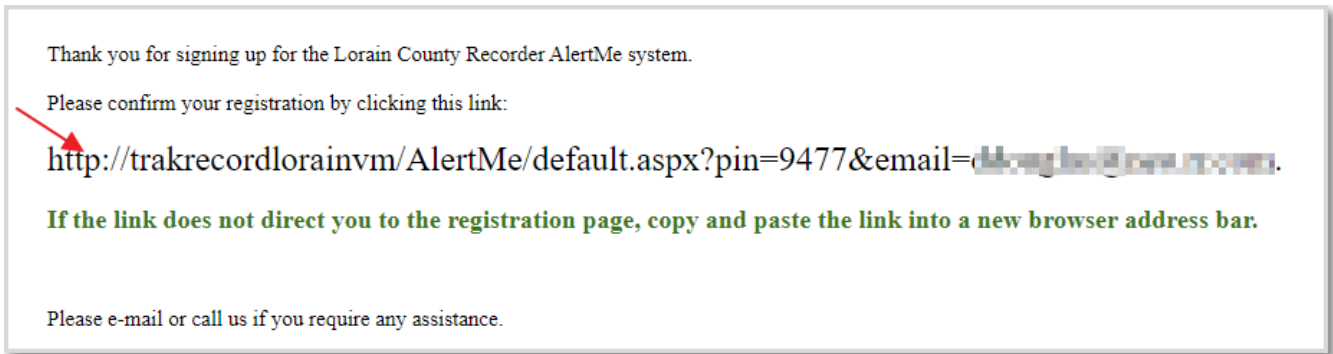 Thank you for signing up for the Lorain County Recorder AlertMe system.
Please confirm your registration by clicking this link:
http://trakrecordlorainvm/AlertMe/default.aspx?pin=9477&email=
If the link does not direct you to the registration page, copy and paste the link into a new browser address bar.
Please e-mail or call us if you require any assistance.